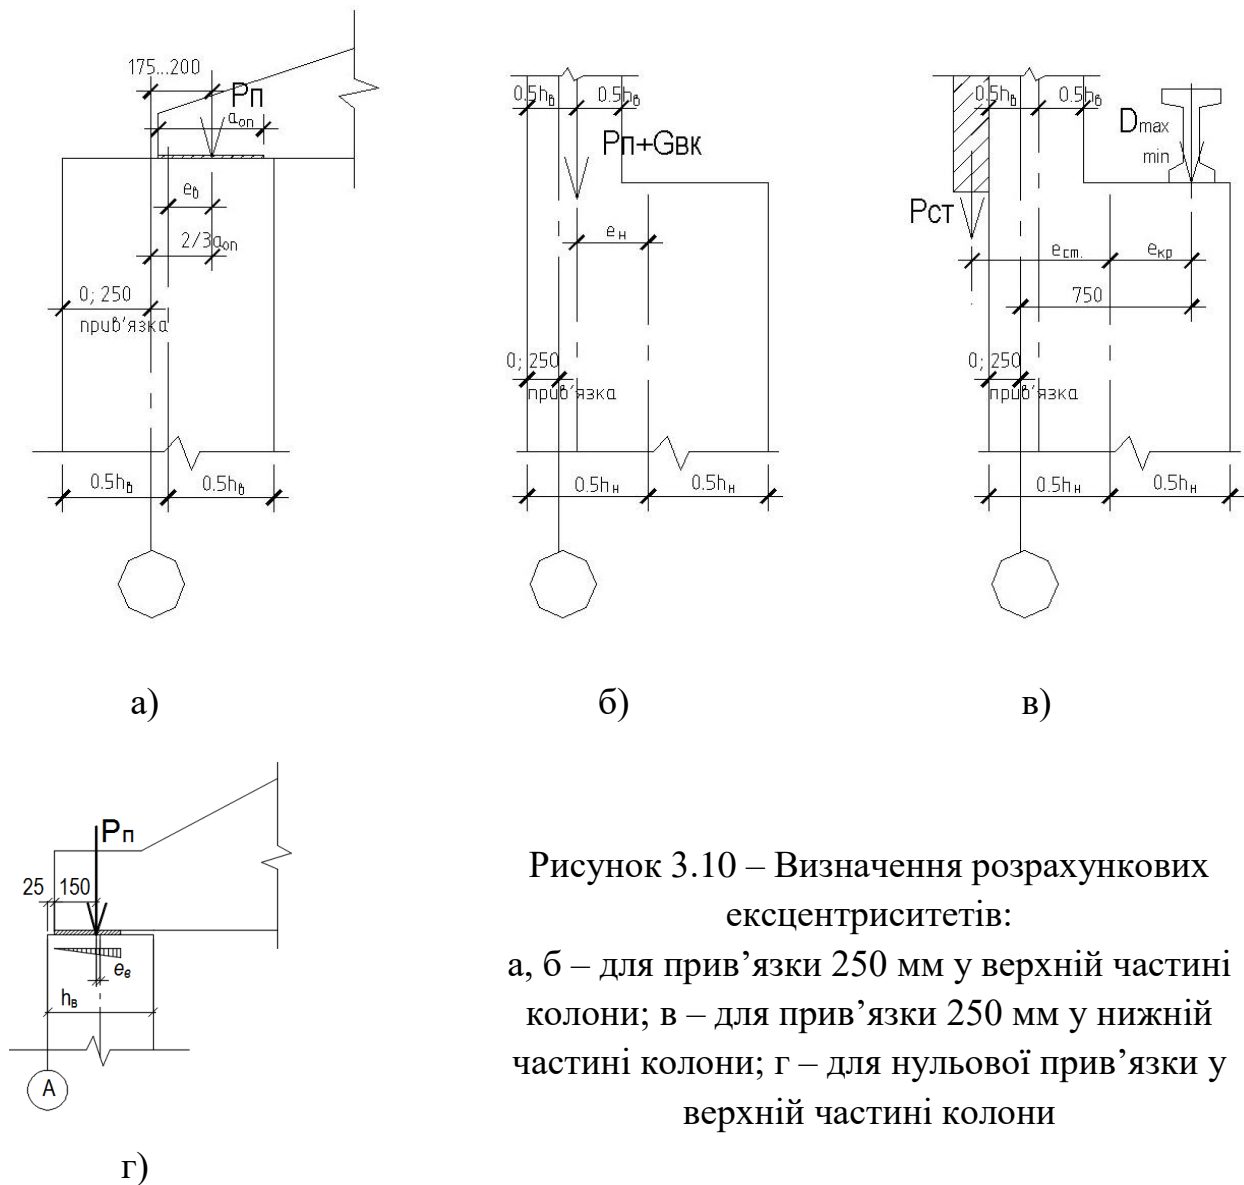 175...200
Pп
aоп
eв
2/3aоп
0; 250
прив'язка
0.5hв
0.5hв
а)
0.5hв
0.5hв
Pп+Gвк
eн
0; 250
прив'язка
0.5hн
0.5hн
б)
0.5hв
0.5hв
Dmax
min
Pст
eст.
eкр
750
0; 250
прив'язка
0.5hн
0.5hн
в)
Pп
25
150
eв
hв
А
г)
Рисунок 3.10 – Визначення розрахункових
ексцентриситетів:
а, б – для прив’язки 250 мм у верхній частині
колони; в – для прив’язки 250 мм у нижній
частині колони; г – для нульової прив’язки у
верхній частині колони